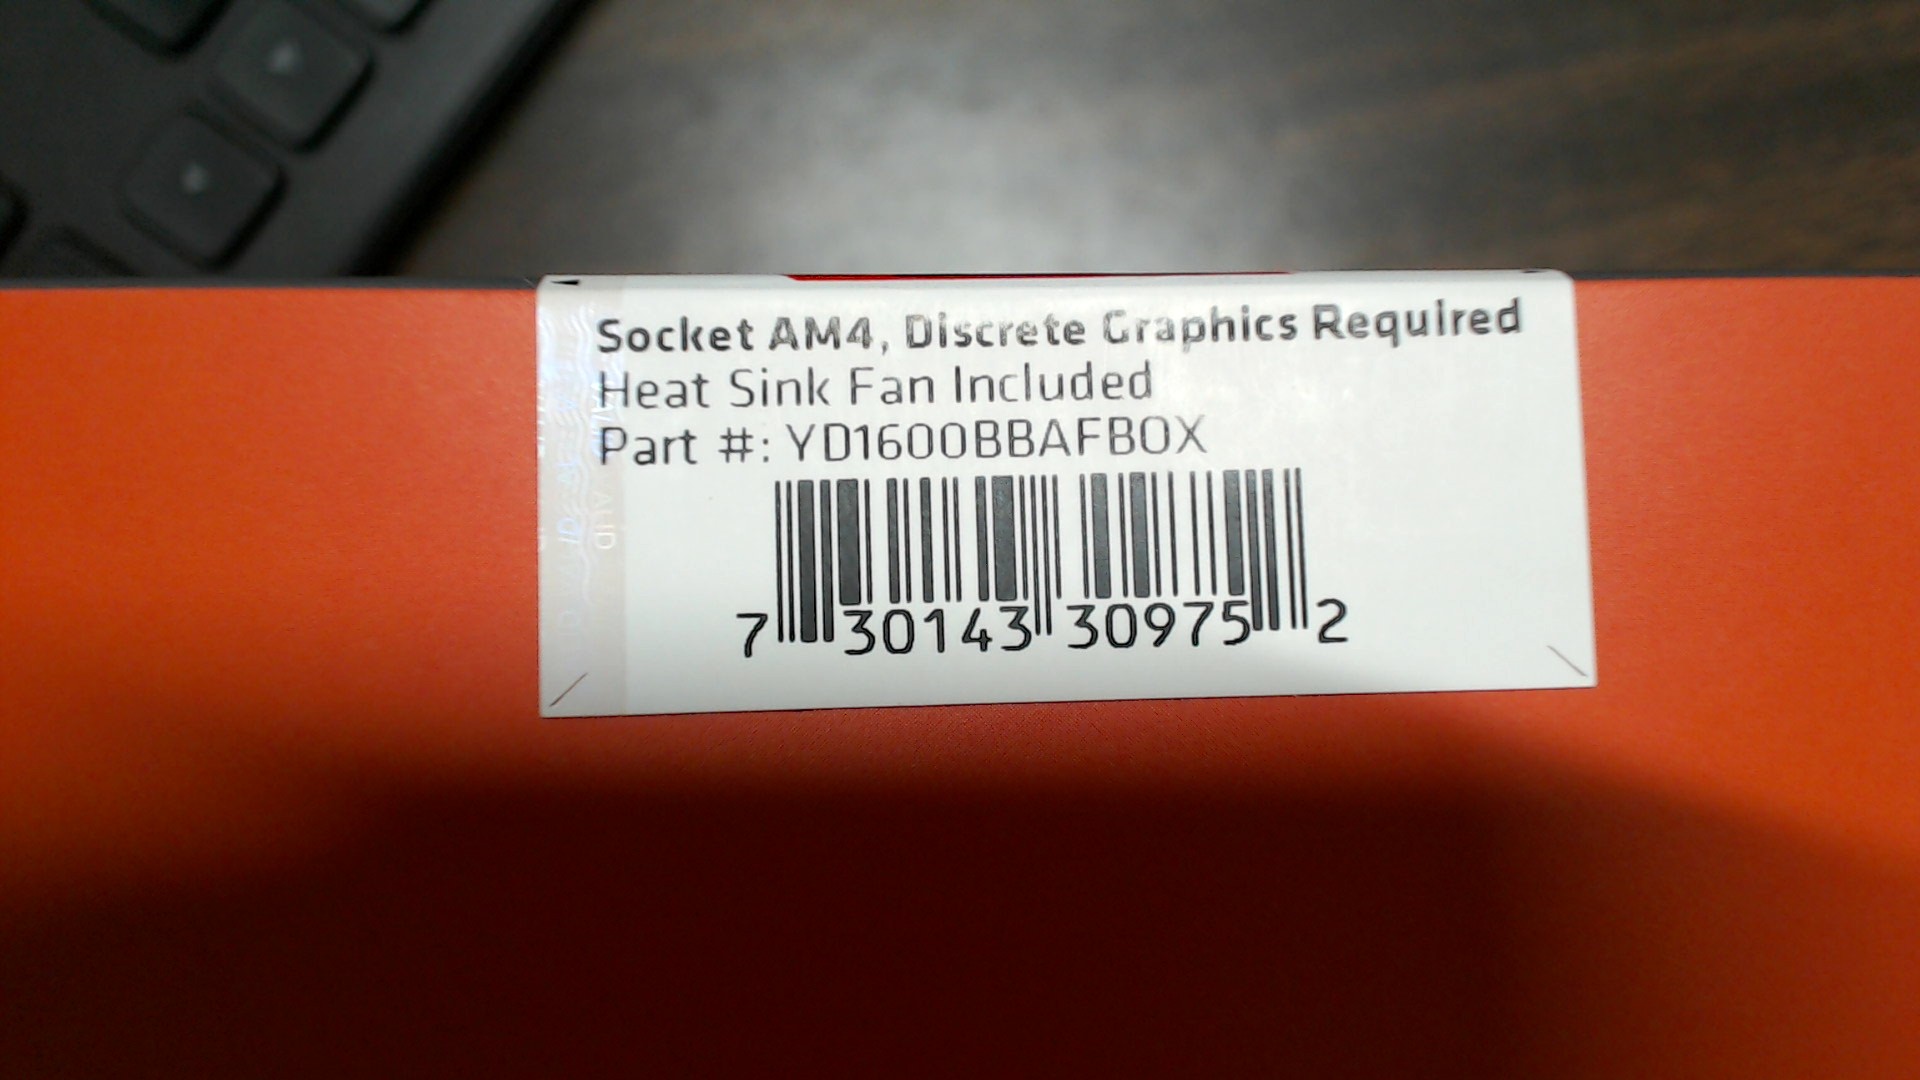 Socket AM4, Discrete Graphics Required
Heat Sink Fan Included
Part #: YD1600BBAFBOX
7 30143 30975 2